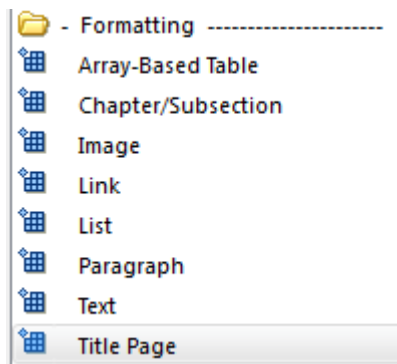 - Formatting ----------------------
Array-Based Table
Chapter/Subsection
Image
Link
List
Paragraph
Text
Title Page